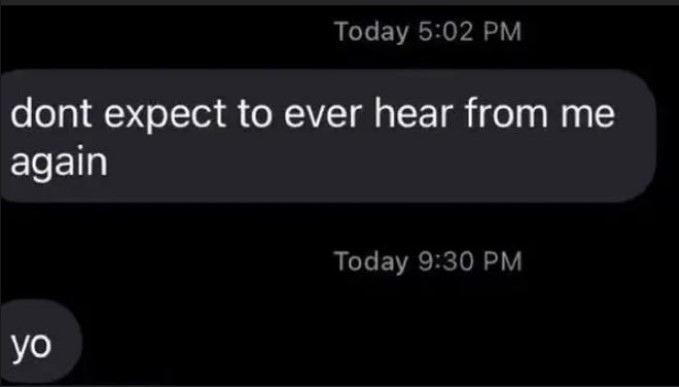 Today 5:02 PM
dont expect to ever hear from me
again
Today 9:30 PM
yo